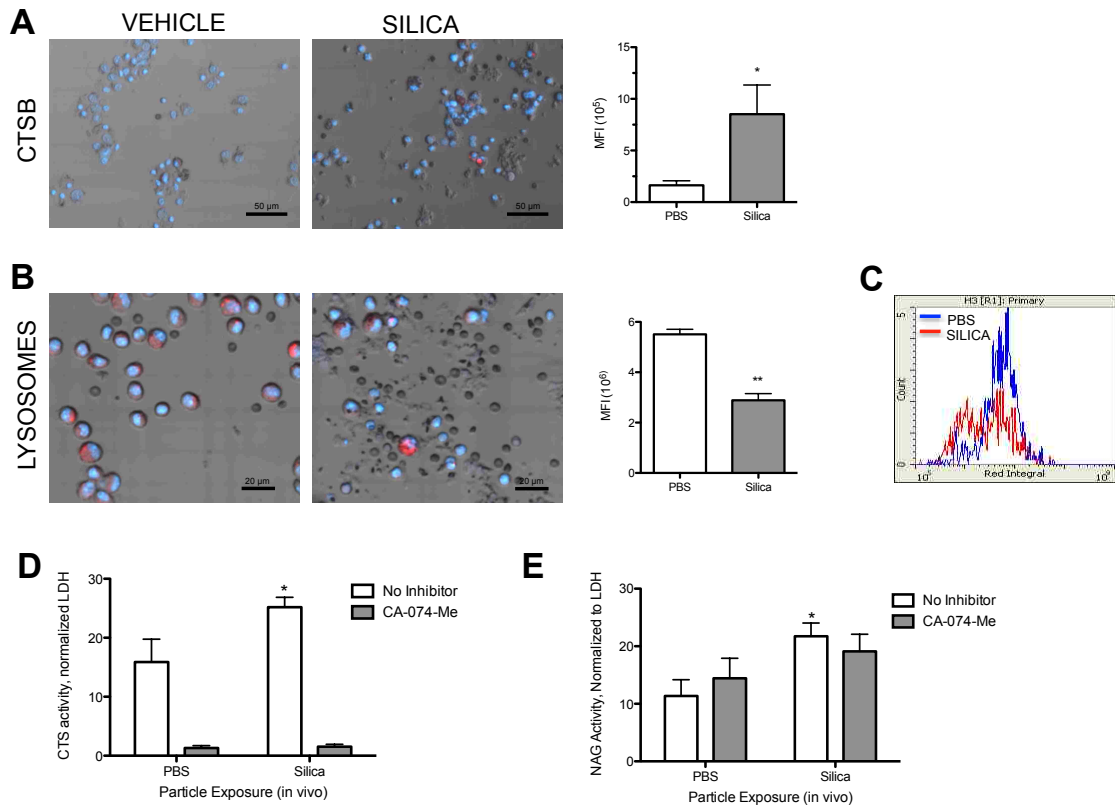 A
VEHICLE
SILICA
CTSB
50 µm
50 µm
MFI (10⁵)
15
10
5
0
*
PBS
Silica
B
LYSOSOMES
20 µm
20 µm
MFI (10⁶)
6
4
2
0
**
PBS
Silica
C
H3 [R1]: Primary
5
PBS
SILICA
Count
0
Red Integral
D
CTS activity, normalized LDH
30
20
10
0
*
No Inhibitor
CA-074-Me
PBS
Silica
Particle Exposure (in vivo)
E
NAG Activity, Normalized to LDH
30
20
10
0
*
No Inhibitor
CA-074-Me
PBS
Silica
Particle Exposure (in vivo)